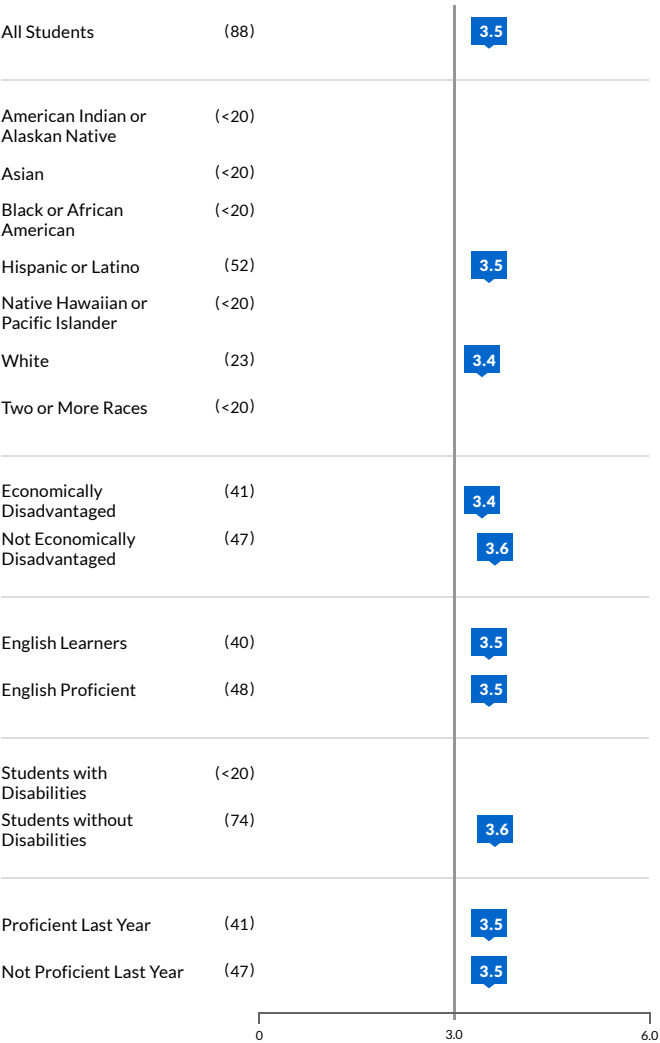 All Students (88) 3.5
American Indian or (<20)
Alaskan Native
Asian (<20)
Black or African (<20)
American
Hispanic or Latino (52) 3.5
Native Hawaiian or (<20)
Pacific Islander
White (23) 3.4
Two or More Races (<20)
Economically (41) 3.4
Disadvantaged
Not Economically (47) 3.6
Disadvantaged
English Learners (40) 3.5
English Proficient (48) 3.5
Students with (<20)
Disabilities
Students without (74) 3.6
Disabilities
Proficient Last Year (41) 3.5
Not Proficient Last Year (47) 3.5
0 3.0 6.0